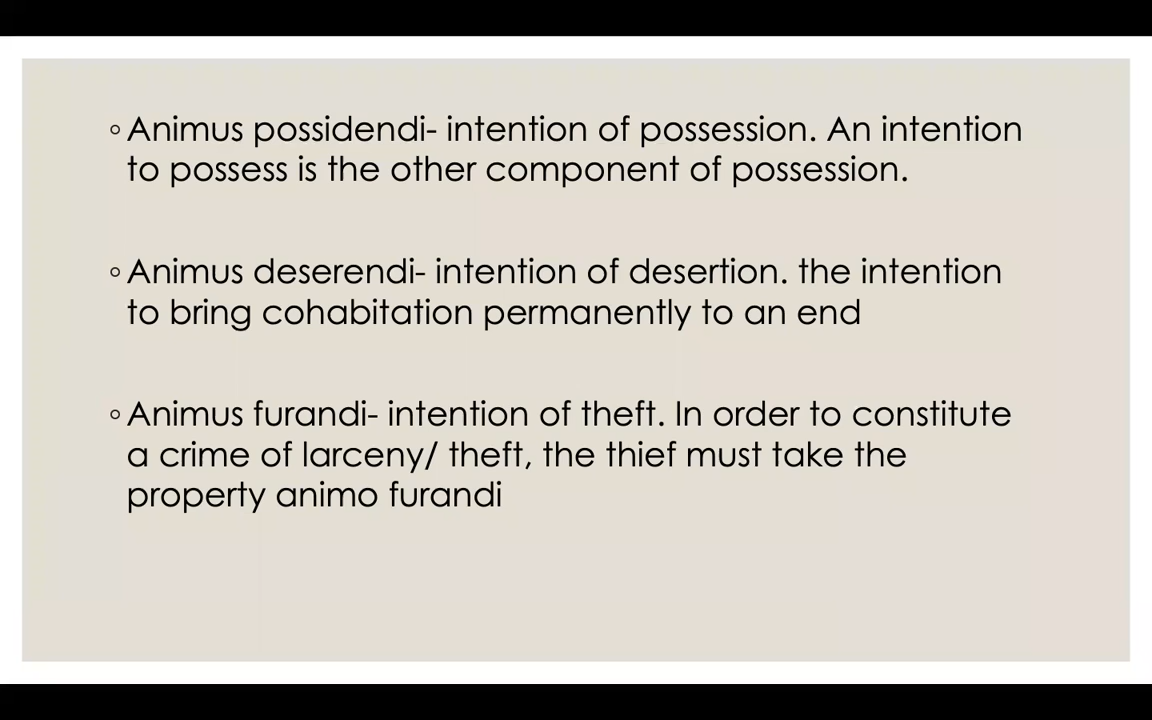 ◦Animus possidendi- intention of possession. An intention
to possess is the other component of possession.
◦Animus deserendi- intention of desertion. the intention
to bring cohabitation permanently to an end
◦Animus furandi- intention of theft. In order to constitute
a crime of larceny/ theft, the thief must take the
property animo furandi